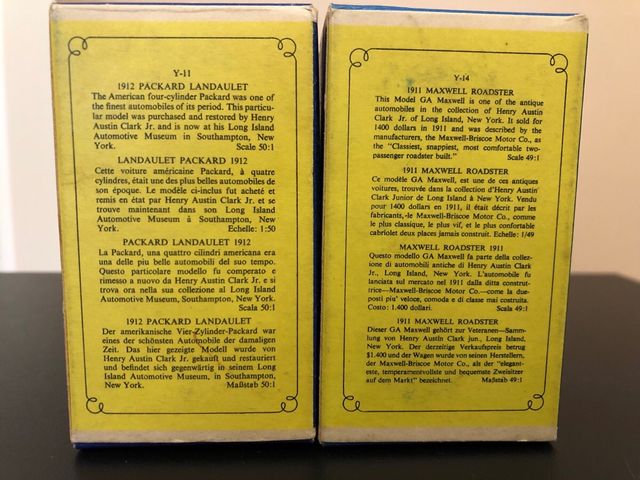 Y-11
1912 PACKARD LANDAULET
The American four-cylinder Packard was one of
the finest automobiles of its period. This particu-
lar model was purchased and restored by Henry
Austin Clark Jr. and is now at his Long Island
Automotive Museum in Southampton, New
York. Scale 50:1
LANDAULET PACKARD 1912
Cette voiture américaine Packard, à quatre
cylindres, était une des plus belles automobiles de
son époque. Le modèle ci-inclus fut acheté et
remis en état par Henry Austin Clark Jr. et se
trouve maintenant dans son Long Island
Automotive Museum â Southampton, New
York. Echelle: 1:50
PACKARD LANDAULET 1912
La Packard, una quattro cilindri americana era
una delle piu belle automobili del suo tempo.
Questo particolare modello fu comperato e
rimesso a nuovo da Henry Austin Clark Jr. e si
trova ora nella sua collezione al Long Island
Automotive Museum, Southampton, New York.
Scala 50:1
1912 PACKARD LANDAULET
Der amerikanische Vier-Zylinder-Packard war
eines der schönsten Automobile der damaligen
Zeit. Das hier gezeigte Modell wurde von
Henry Austin Clark Jr. gekauft und restauriert
und befindet sich gegenwärtig in seinem Long
Island Automotive Museum, in Southampton,
New York. Maßstab 50:1
Y-14
1911 MAXWELL ROADSTER
This Model GA Maxwell is one of the antique
automobiles in the collection of Henry Austin
Clark Jr. of Long Island, New York. It sold for
1400 dollars in 1911 and was described by the
manufacturers, the Maxwell-Briscoe Motor Co., as
the "Classiest, snappiest, most comfortable two-
passenger roadster built." Scale 49:1
1911 MAXWELL ROADSTER
Ce modèle GA Maxwell, est une de ces antiques
voitures, trouvée dans la collection d'Henry Austin
Clark Junior de Long Island à New York. Vendu
pour 1400 dollars en 1911, il était décrit par les
fabricants,-le Maxwell-Briscoe Motor Co., comme
le plus classique, le plus vif, et le plus confortable
cabriolet deux places jamais construit. Echelle: 1/49
MAXWELL ROADSTER 1911
Questo modello GA Maxwell fa parte della collez-
ione di automobili antiche di Henry Austin Clark
Jr., Long Island, New York. L'automobile fu
lanciata sul mercato nel 1911 dalla ditta construt-
trice—Maxwell-Briscoe Motor Co.—come la due-
posti piu' veloce, comoda e di classe mai costruita.
Costo: 1.400 dollari. Scala 49:1
1911 MAXWELL ROADSTER
Dieser GA Maxwell gehört zur Veteranen—Samm-
lung von Henry Austin Clark jun., Long Island,
New York. Der derzeitige Verkaufspreis betrug
$1.400 und der Wagen wurde von seinen Herstellern,
der Maxwell-Briscoe Motor Co., als der "elegant-
este, temperamentvollste und bequemste Zweisitzer
auf dem Markt" bezeichnet. Maßstab 49:1